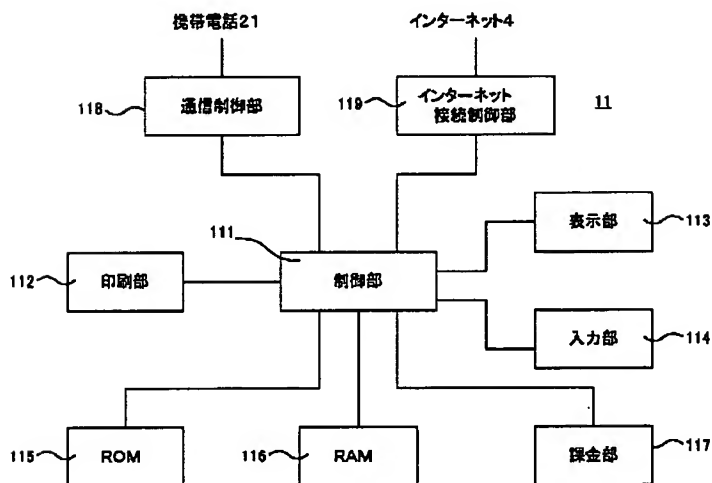 携帯電話21
インターネット4
118
通信制御部
119
インターネット
接続制御部
11
111
制御部
表示部
113
112
印刷部
入力部
114
115
ROM
116
RAM
課金部
117